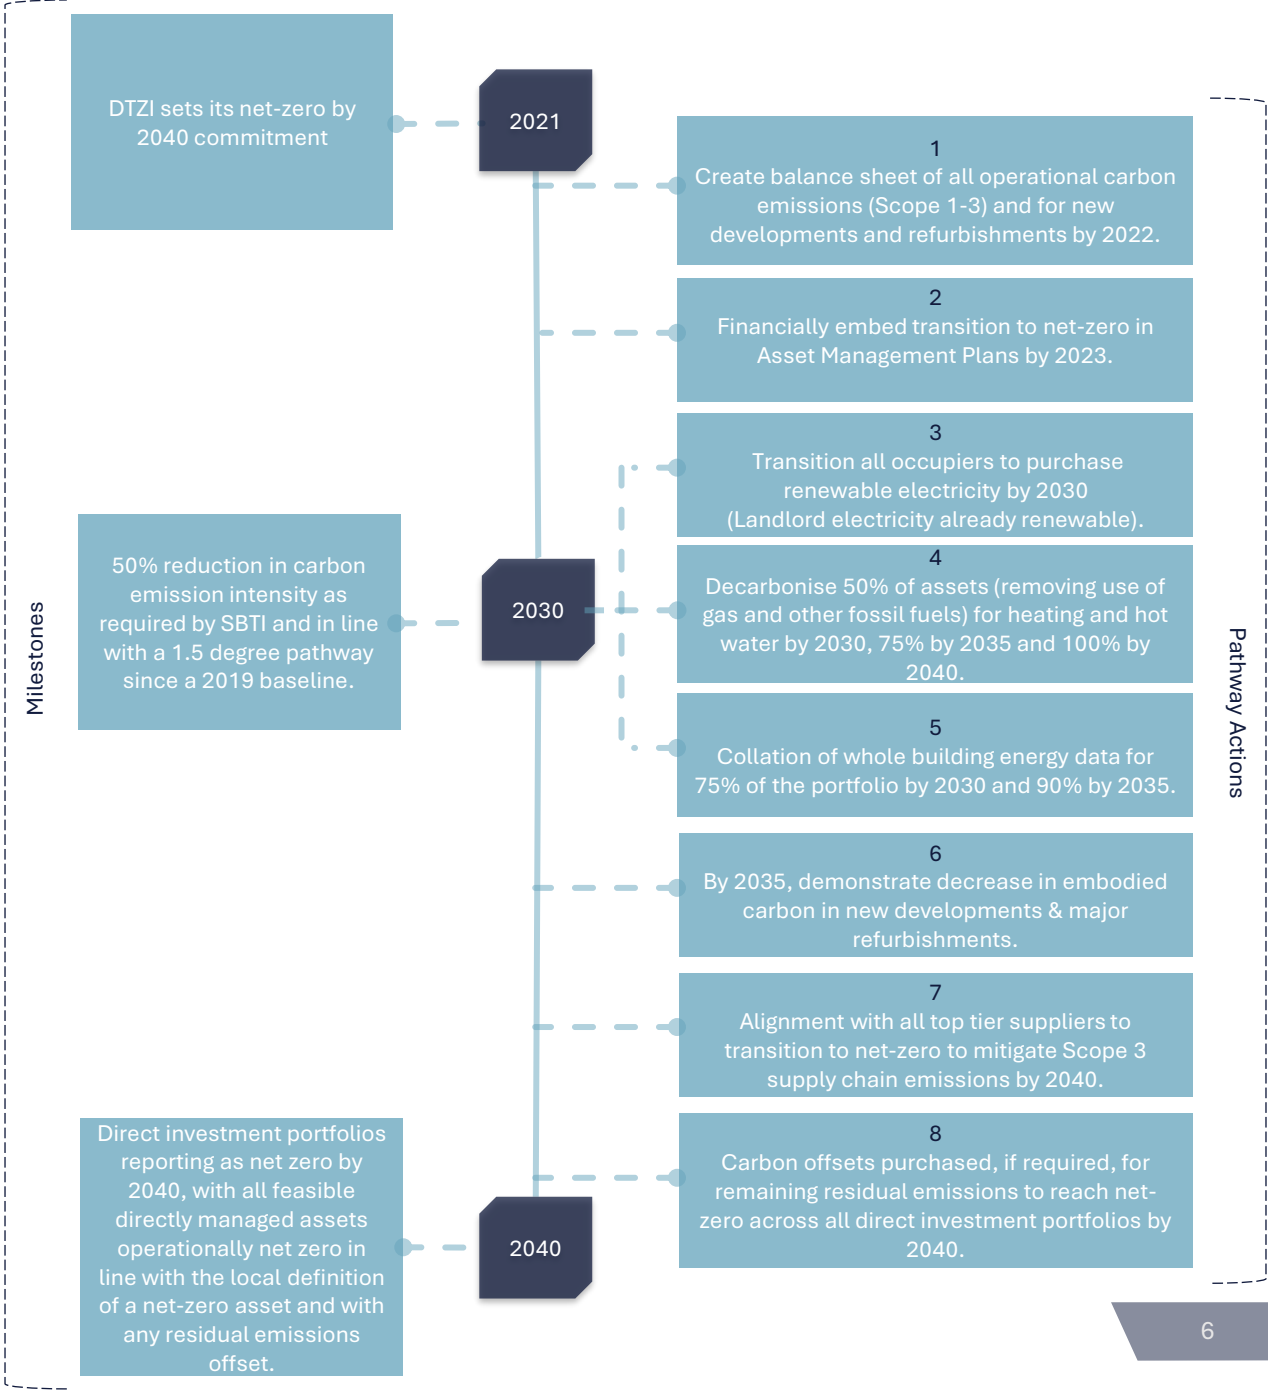 DTZI sets its net-zero by
2040 commitment
2021
1
Create balance sheet of all operational carbon
emissions (Scope 1-3) and for new
developments and refurbishments by 2022.
2
Financially embed transition to net-zero in
Asset Management Plans by 2023.
3
Transition all occupiers to purchase
renewable electricity by 2030
(Landlord electricity already renewable).
Milestones
50% reduction in carbon
emission intensity as
required by SBTI and in line
with a 1.5 degree pathway
since a 2019 baseline.
2030
4
Decarbonise 50% of assets (removing use of
gas and other fossil fuels) for heating and hot
water by 2030, 75% by 2035 and 100% by
2040.
Pathway Actions
5
Collation of whole building energy data for
75% of the portfolio by 2030 and 90% by 2035.
6
By 2035, demonstrate decrease in embodied
carbon in new developments & major
refurbishments.
7
Alignment with all top tier suppliers to
transition to net-zero to mitigate Scope 3
supply chain emissions by 2040.
Direct investment portfolios
reporting as net zero by
2040, with all feasible
directly managed assets
operationally net zero in
line with the local definition
of a net-zero asset and with
any residual emissions
offset.
2040
8
Carbon offsets purchased, if required, for
remaining residual emissions to reach net-
zero across all direct investment portfolios by
2040.
6